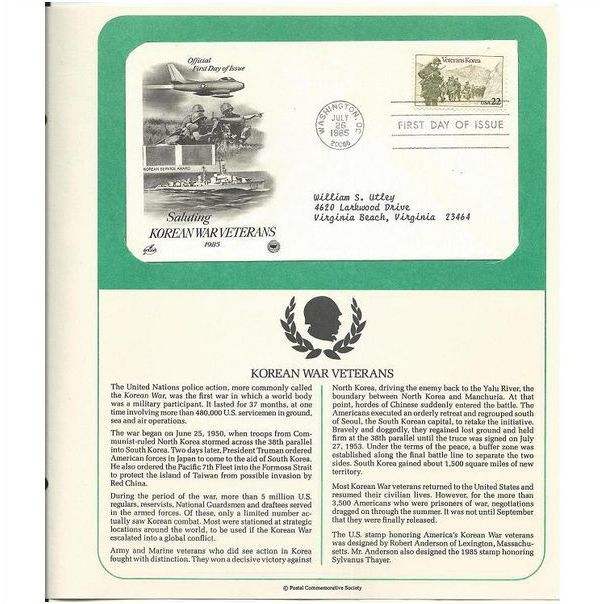 Official
First Day of Issue
KOREAN SERVICE AWARD
Saluting
KOREAN WAR VETERANS
1985
Veterans Korea
USA 22
WASHINGTON, DC
JULY
26
1985
20066
FIRST DAY OF ISSUE
William S. Utley
4620 Larkwood Drive
Virginia Beach, Virginia 23464
KOREAN WAR VETERANS
The United Nations police action, more commonly called
the Korean War, was the first war in which a world body
was a military participant. It lasted for 37 months, at one
time involving more than 480,000 U.S. servicemen in ground,
sea and air operations.
The war began on June 25, 1950, when troops from Com-
munist-ruled North Korea stormed across the 38th parallel
into South Korea. Two days later, President Truman ordered
American forces in Japan to come to the aid of South Korea.
He also ordered the Pacific 7th Fleet into the Formosa Strait
to protect the island of Taiwan from possible invasion by
Red China.
During the period of the war, more than 5 million U.S.
regulars, reservists, National Guardsmen and draftees served
in the armed forces. Of these, only a limited number ac-
tually saw Korean combat. Most were stationed at strategic
locations around the world, to be used if the Korean War
escalated into a global conflict.
Army and Marine veterans who did see action in Korea
fought with distinction. They won a decisive victory against
North Korea, driving the enemy back to the Yalu River, the
boundary between North Korea and Manchuria. At that
point, hordes of Chinese suddenly entered the battle. The
Americans executed an orderly retreat and regrouped south
of Seoul, the South Korean capital, to retake the initiative.
Bravely and doggedly, they regained lost ground and held
firm at the 38th parallel until the truce was signed on July
27, 1953. Under the terms of the peace, a buffer zone was
established along the final battle line to separate the two
sides. South Korea gained about 1,500 square miles of new
territory.
Most Korean War veterans returned to the United States and
resumed their civilian lives. However, for the more than
3,500 Americans who were prisoners of war, negotiations
dragged on through the summer. It was not until September
that they were finally released.
The U.S. stamp honoring America's Korean War veterans
was designed by Robert Anderson of Lexington, Massachu-
setts. Mr. Anderson also designed the 1985 stamp honoring
Sylvanus Thayer.
© Postal Commemorative Society